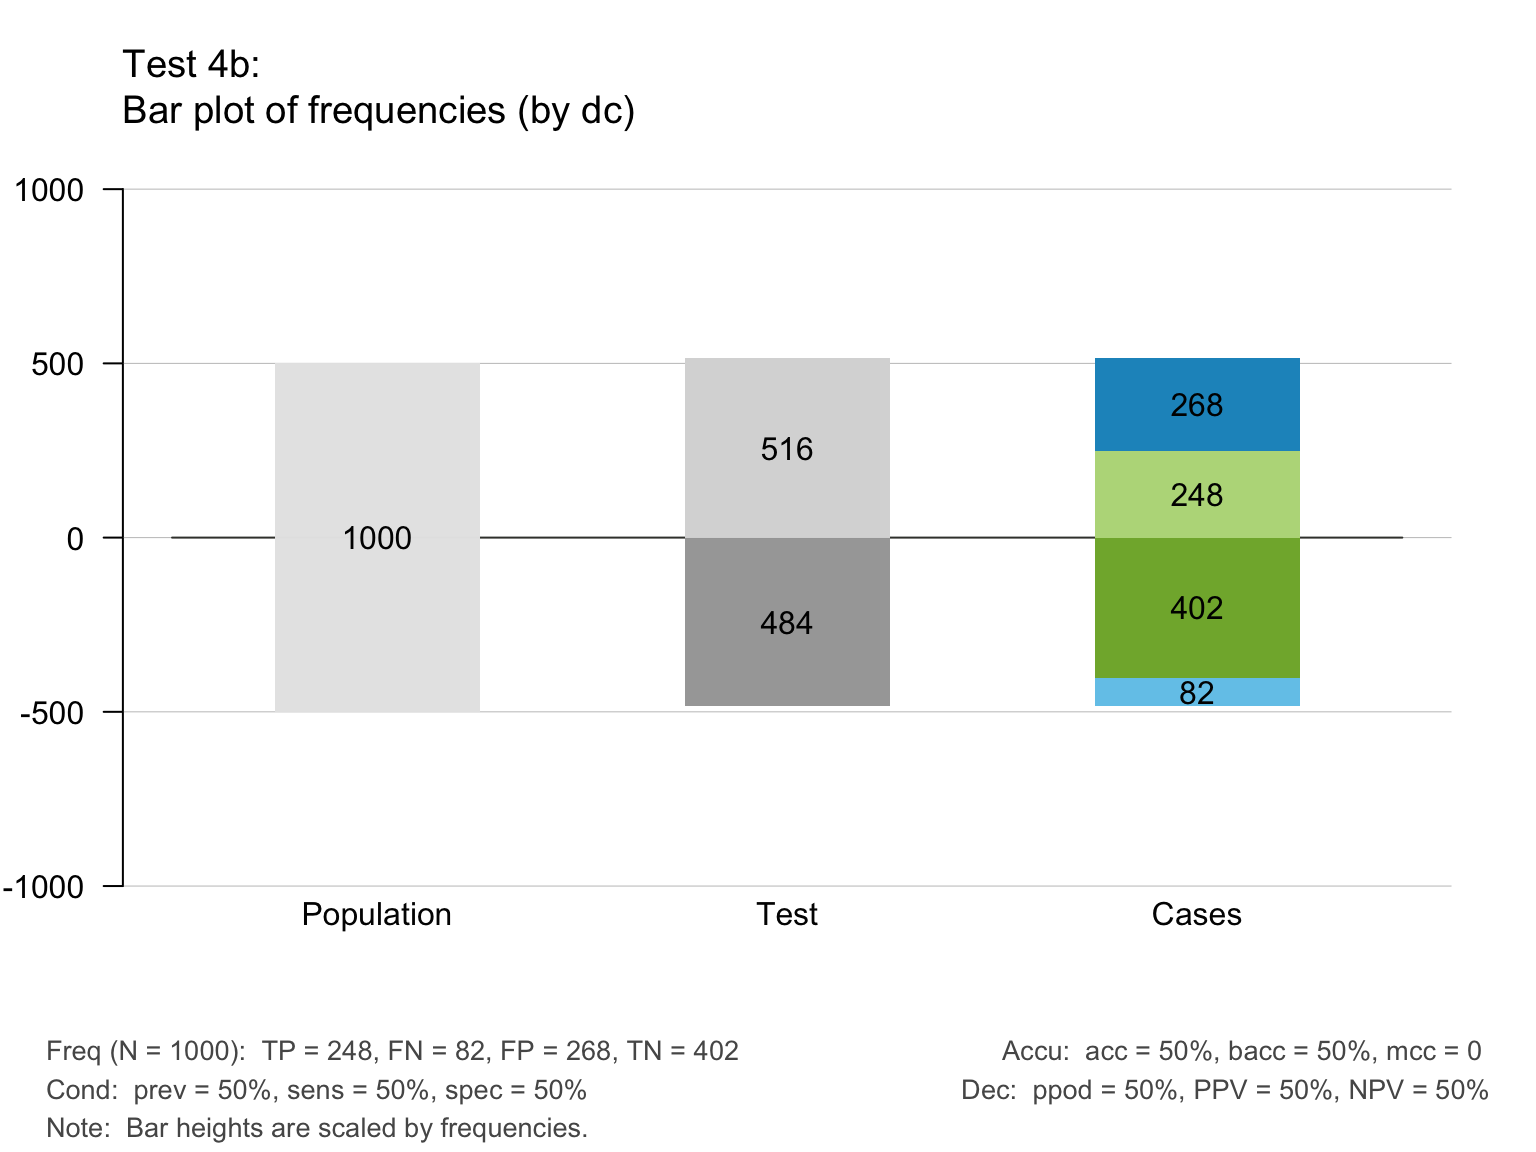 Test 4b:
Bar plot of frequencies (by dc)
1000
500
0
-500
-1000
1000
516
484
268
248
402
82
Population
Test
Cases
Freq (N = 1000):  TP = 248, FN = 82, FP = 268, TN = 402
Accu:  acc = 50%, bacc = 50%, mcc = 0
Cond:  prev = 50%, sens = 50%, spec = 50%
Dec:  ppod = 50%, PPV = 50%, NPV = 50%
Note:  Bar heights are scaled by frequencies.